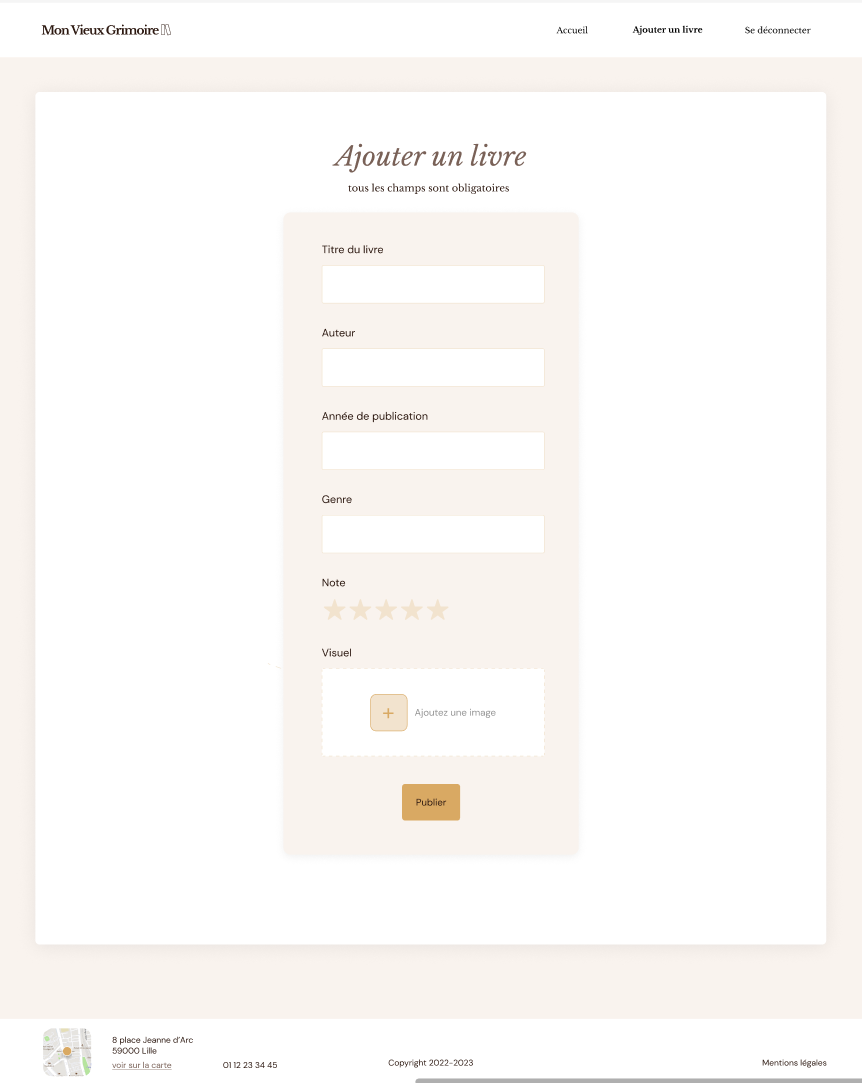 Mon Vieux Grimoire
Accueil
Ajouter un livre
Se déconnecter
Ajouter un livre
tous les champs sont obligatoires
Titre du livre
Auteur
Année de publication
Genre
Note
Visuel
+ Ajoutez une image
Publier
8 place Jeanne d'Arc
59000 Lille
voir sur la carte
01 12 23 34 45
Copyright 2022-2023
Mentions légales